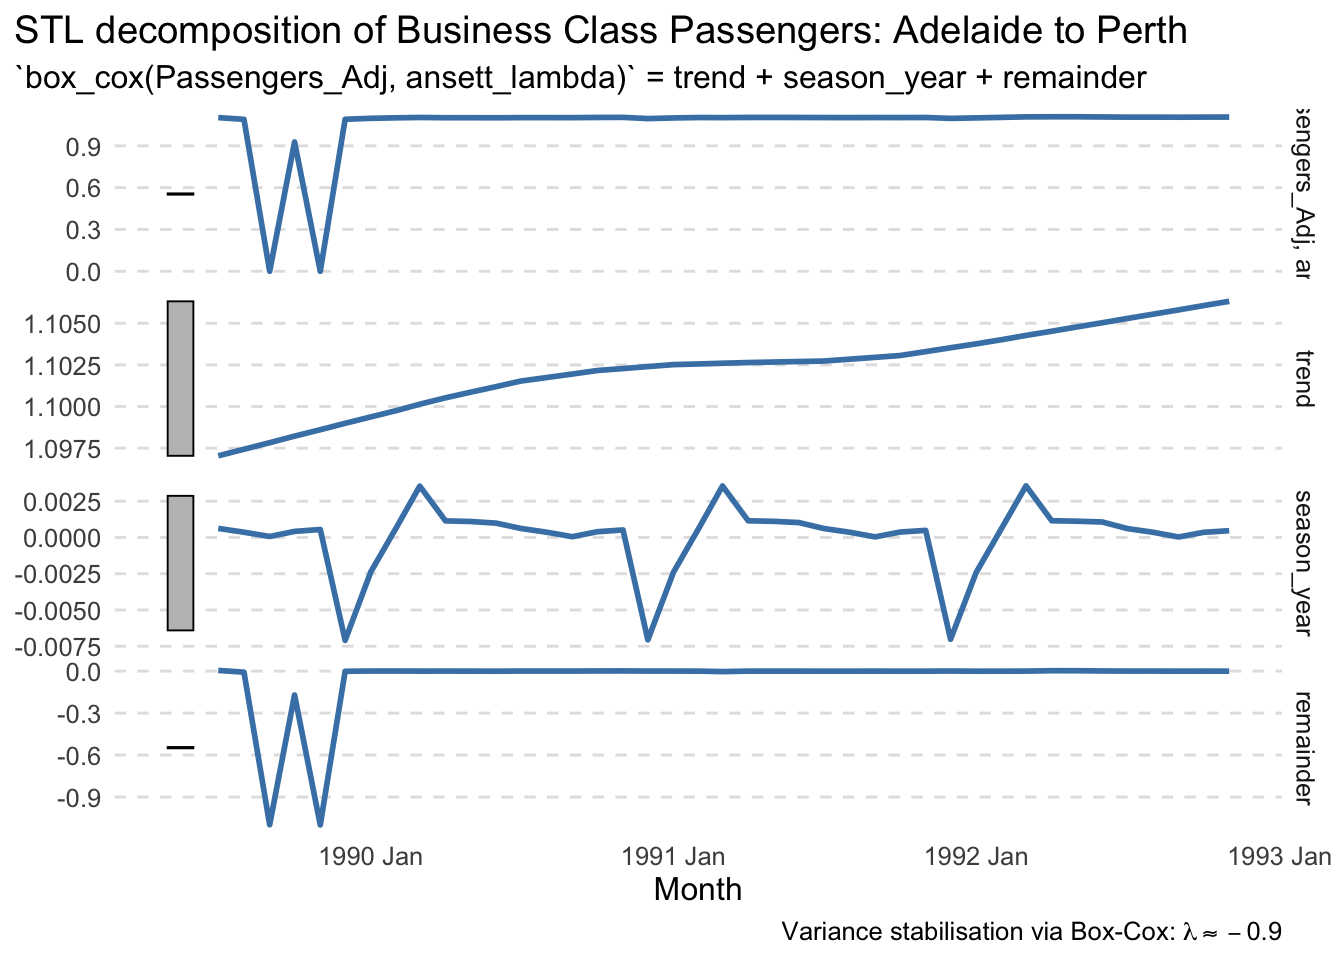 STL decomposition of Business Class Passengers: Adelaide to Perth
`box_cox(Passengers_Adj, ansett_lambda)` = trend + season_year + remainder
0.9
0.6
0.3
0.0
sengers_Adj, ar
1.1050
1.1025
1.1000
1.0975
trend
0.0025
0.0000
-0.0025
-0.0050
-0.0075
season_year
0.0
-0.3
-0.6
-0.9
remainder
1990 Jan 1991 Jan 1992 Jan 1993 Jan
Month
Variance stabilisation via Box-Cox: λ ≈ − 0.9